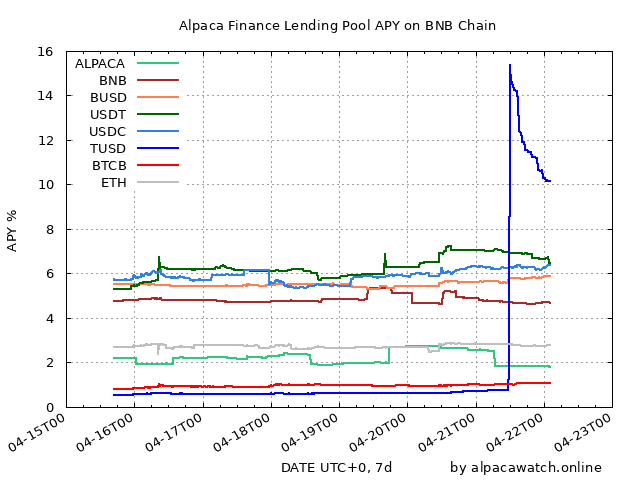 Alpaca Finance Lending Pool APY on BNB Chain
APY %
16
14
12
10
8
6
4
2
0
ALPACA
BNB
BUSD
USDT
USDC
TUSD
BTCB
ETH
04-15T00
04-16T00
04-17T00
04-18T00
04-19T00
04-20T00
04-21T00
04-22T00
04-23T00
DATE UTC+0, 7d
by alpacawatch.online